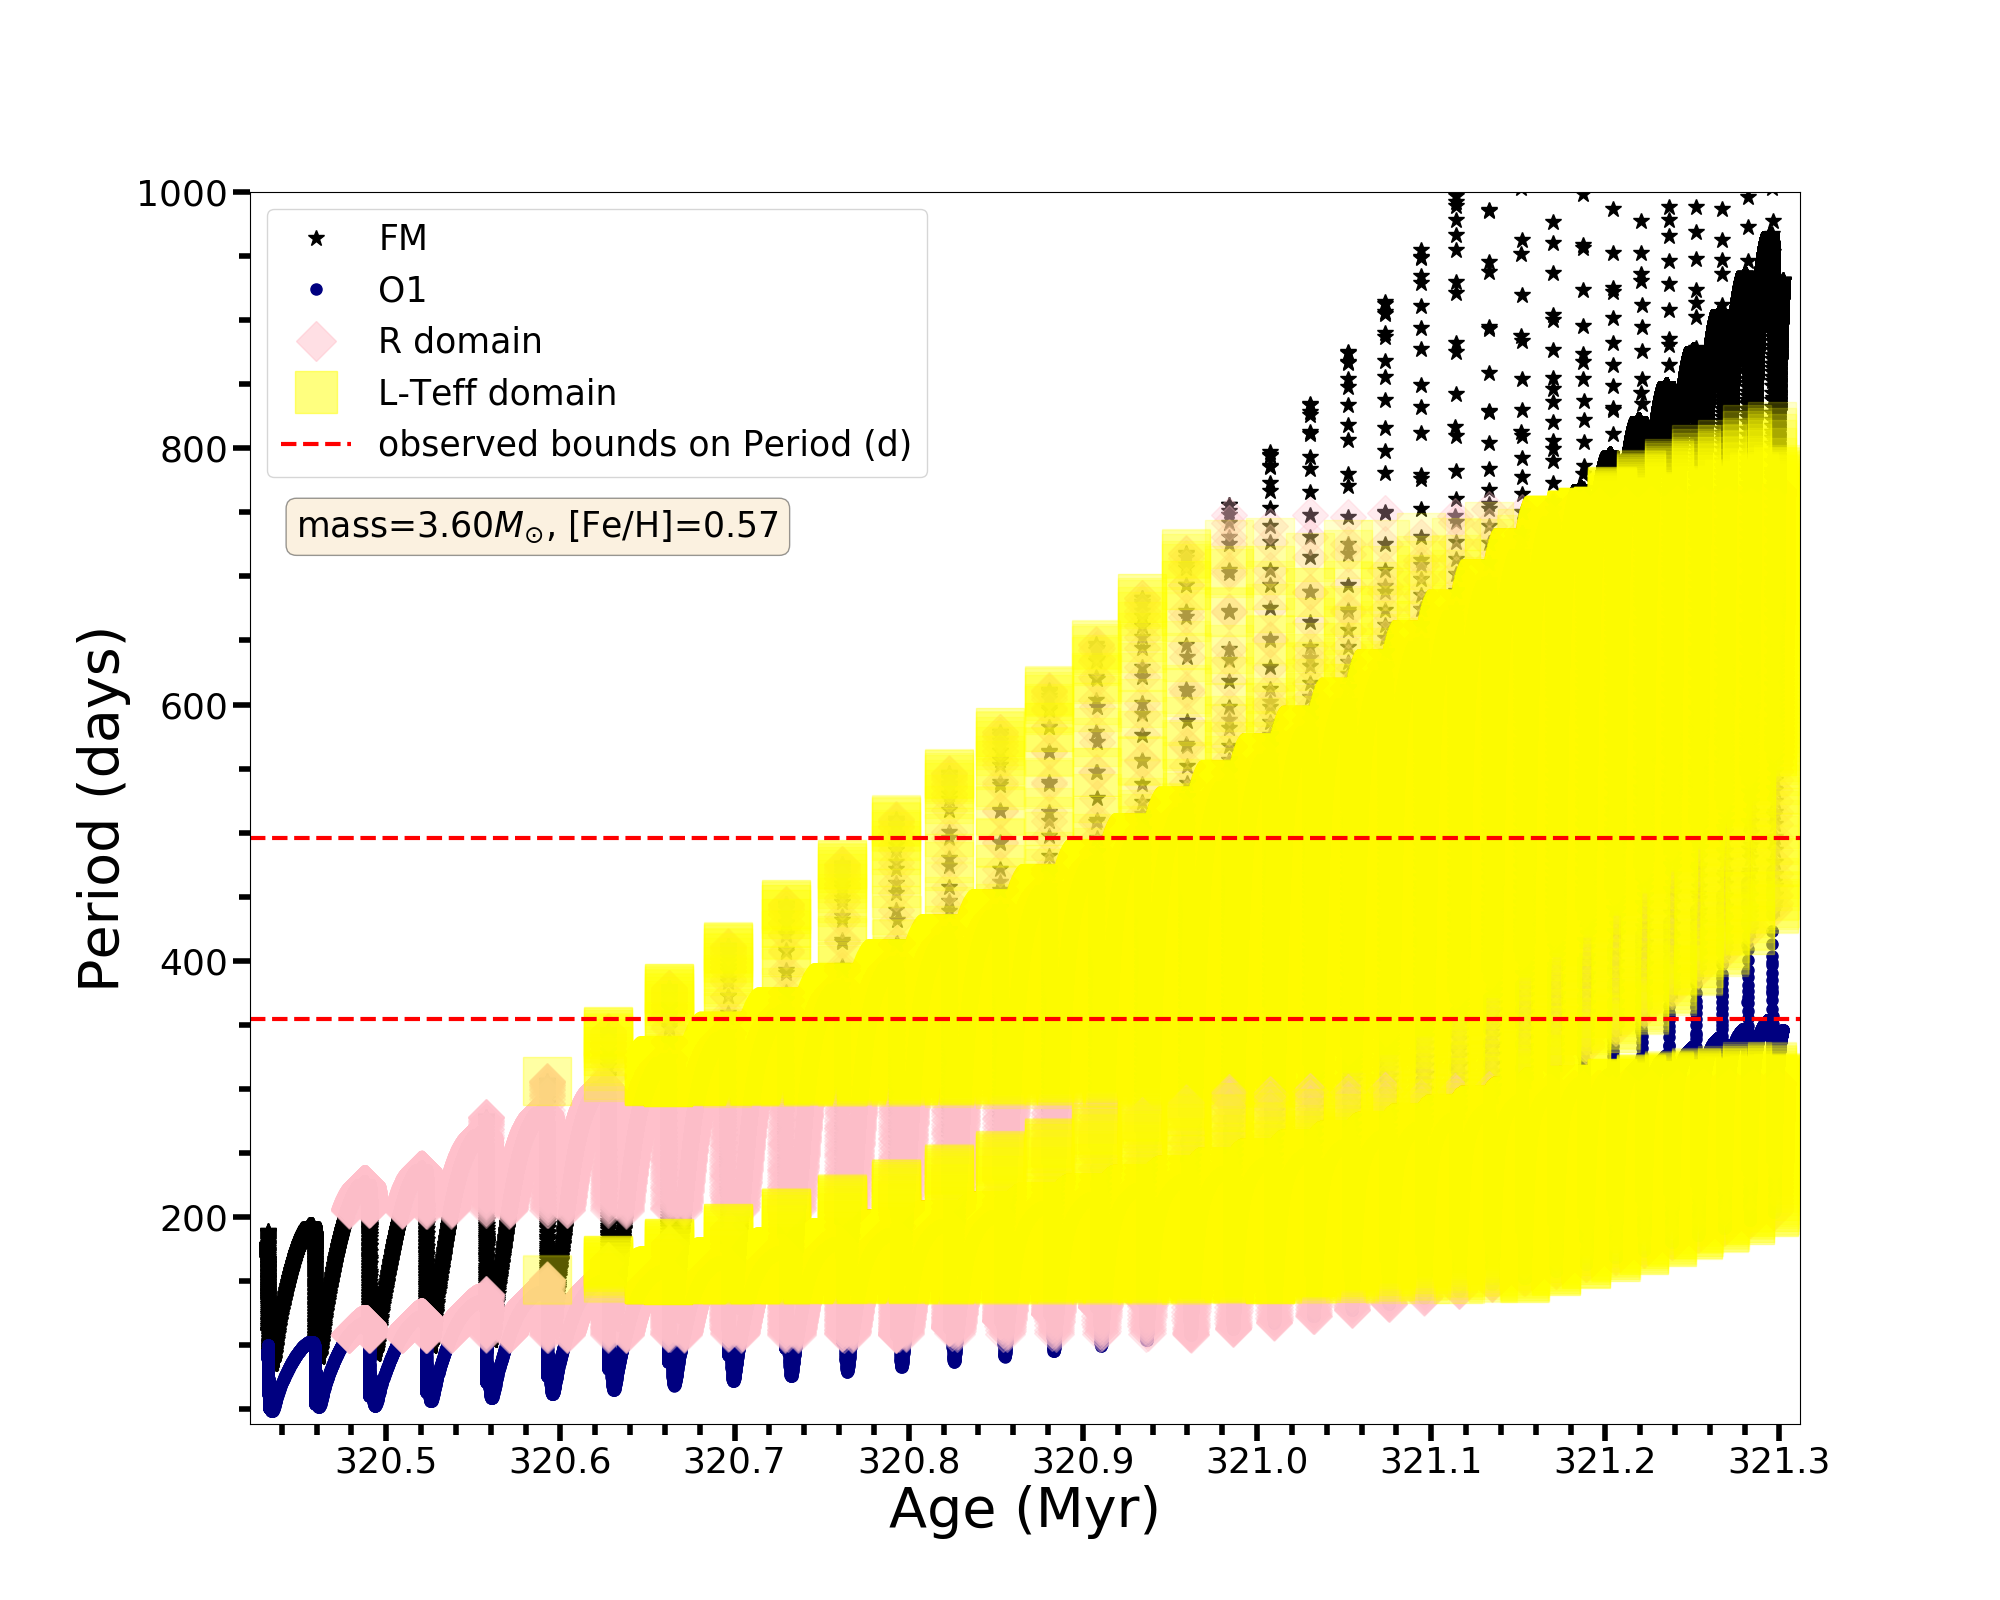 FM
O1
R domain
L-Teff domain
observed bounds on Period (d)
mass=3.60M⊙, [Fe/H]=0.57
1000
800
600
400
200
Period (days)
320.5 320.6 320.7 320.8 320.9 321.0 321.1 321.2 321.3
Age (Myr)